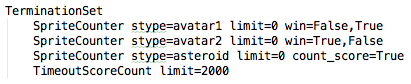 TerminationSet
SpriteCounter stype=avatar1 limit=0 win=False,True
SpriteCounter stype=avatar2 limit=0 win=True,False
SpriteCounter stype=asteroid limit=0 count_score=True
TimeoutScoreCount limit=2000